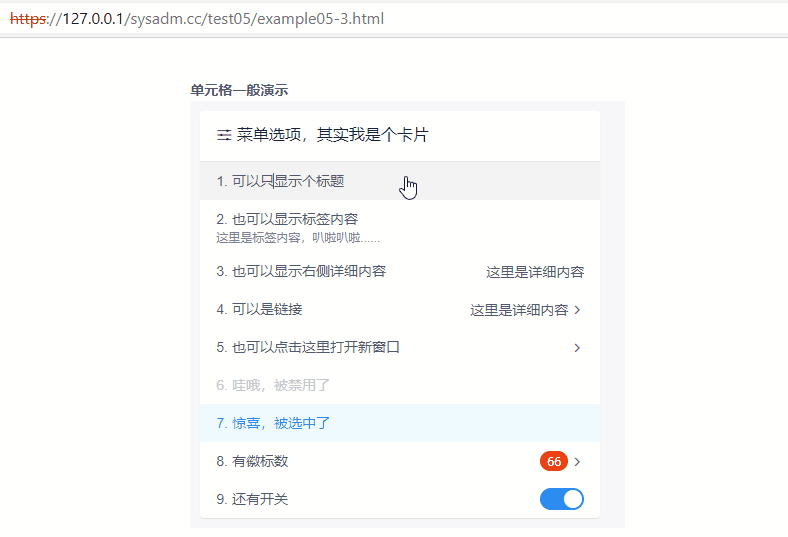 https://127.0.0.1/sysadm.cc/test05/example05-3.html
单元格一般演示
菜单选项，其实我是个卡片
1. 可以只显示个标题
2. 也可以显示标签内容
这里是标签内容，叭啦叭啦......
3. 也可以显示右侧详细内容 这里是详细内容
4. 可以是链接 这里是详细内容
5. 也可以点击这里打开新窗口
6. 哇哦，被禁用了
7. 惊喜，被选中了
8. 有徽标数 66
9. 还有开关